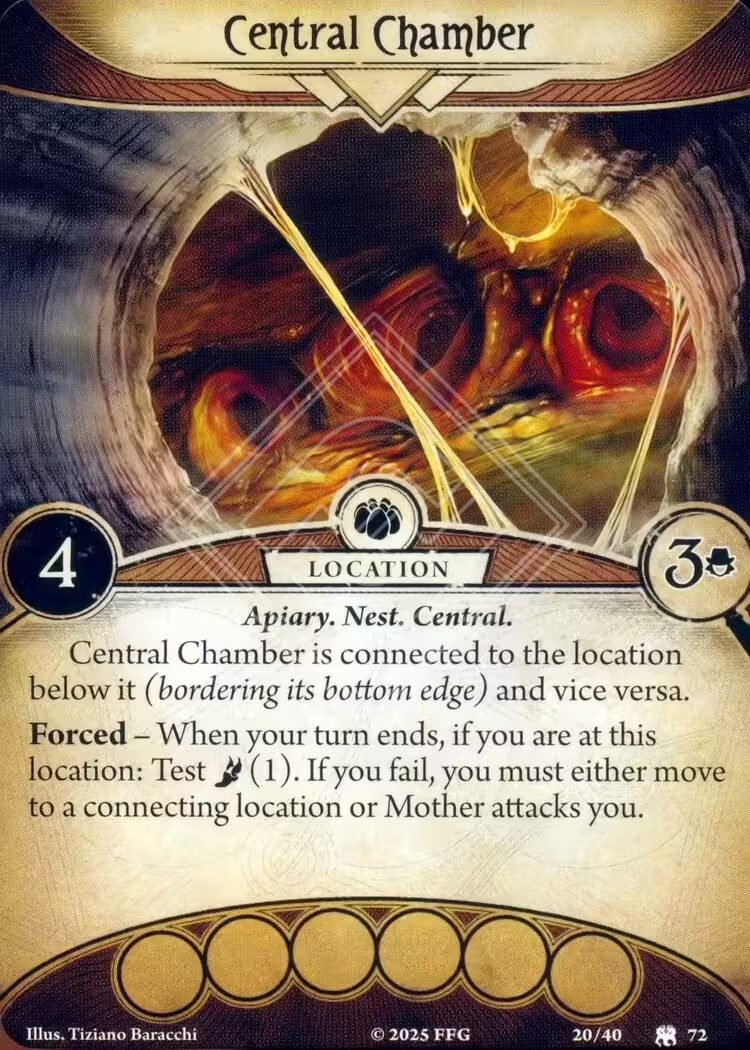 Central Chamber
4
3
LOCATION
Apiary. Nest. Central.
Central Chamber is connected to the location
below it (bordering its bottom edge) and vice versa.
Forced – When your turn ends, if you are at this
location: Test (1). If you fail, you must either move
to a connecting location or Mother attacks you.
Illus. Tiziano Baracchi
© 2025 FFG
20/40
72